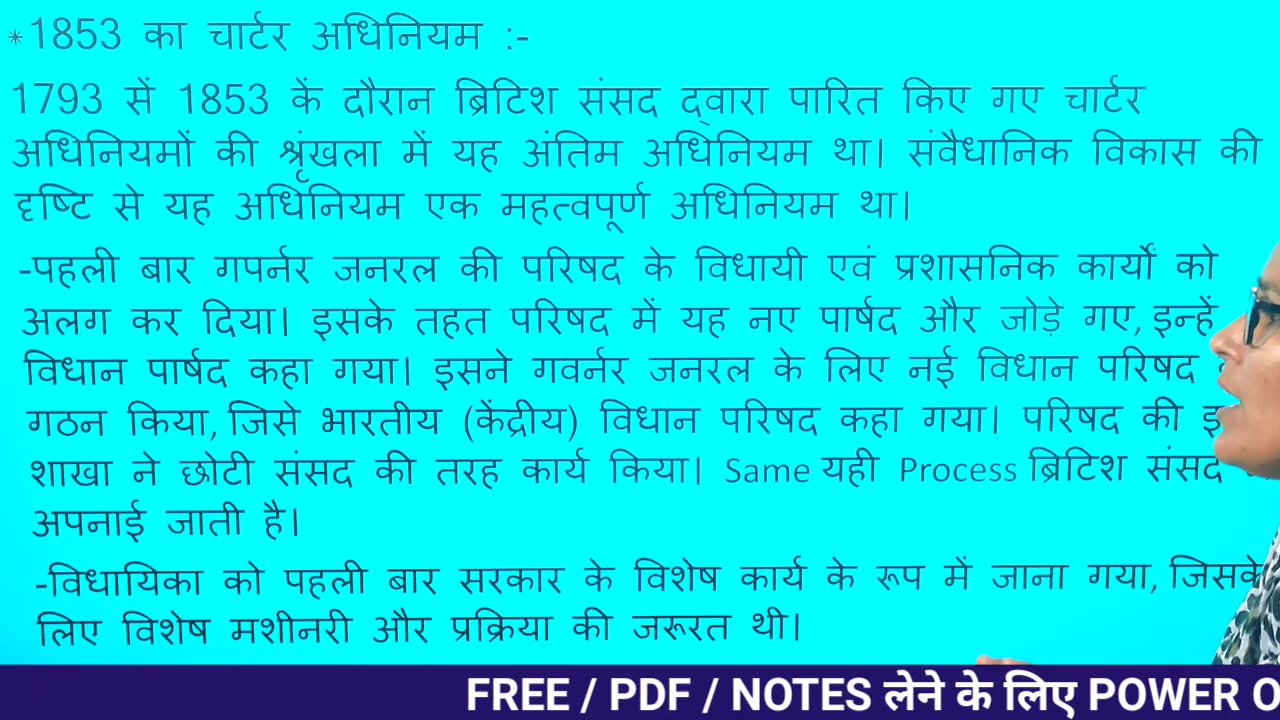 *1853 का चार्टर अधिनियम :-
1793 सें 1853 कें दौरान ब्रिटिश संसद द्वारा पारित किए गए चार्टर
अधिनियमों की श्रृंखला में यह अंतिम अधिनियम था। संवैधानिक विकास की
दृष्टि से यह अधिनियम एक महत्वपूर्ण अधिनियम था।
-पहली बार गपर्नर जनरल की परिषद के विधायी एवं प्रशासनिक कार्यों को
अलग कर दिया। इसके तहत परिषद में यह नए पार्षद और जोड़े गए, इन्हें
विधान पार्षद कहा गया। इसने गवर्नर जनरल के लिए नई विधान परिषद
गठन किया, जिसे भारतीय (केंद्रीय) विधान परिषद कहा गया। परिषद की
शाखा ने छोटी संसद की तरह कार्य किया। Same यही Process ब्रिटिश संसद
अपनाई जाती है।
-विधायिका को पहली बार सरकार के विशेष कार्य के रूप में जाना गया, जिसके
लिए विशेष मशीनरी और प्रक्रिया की जरूरत थी।
FREE / PDF / NOTES लेने के लिए POWER